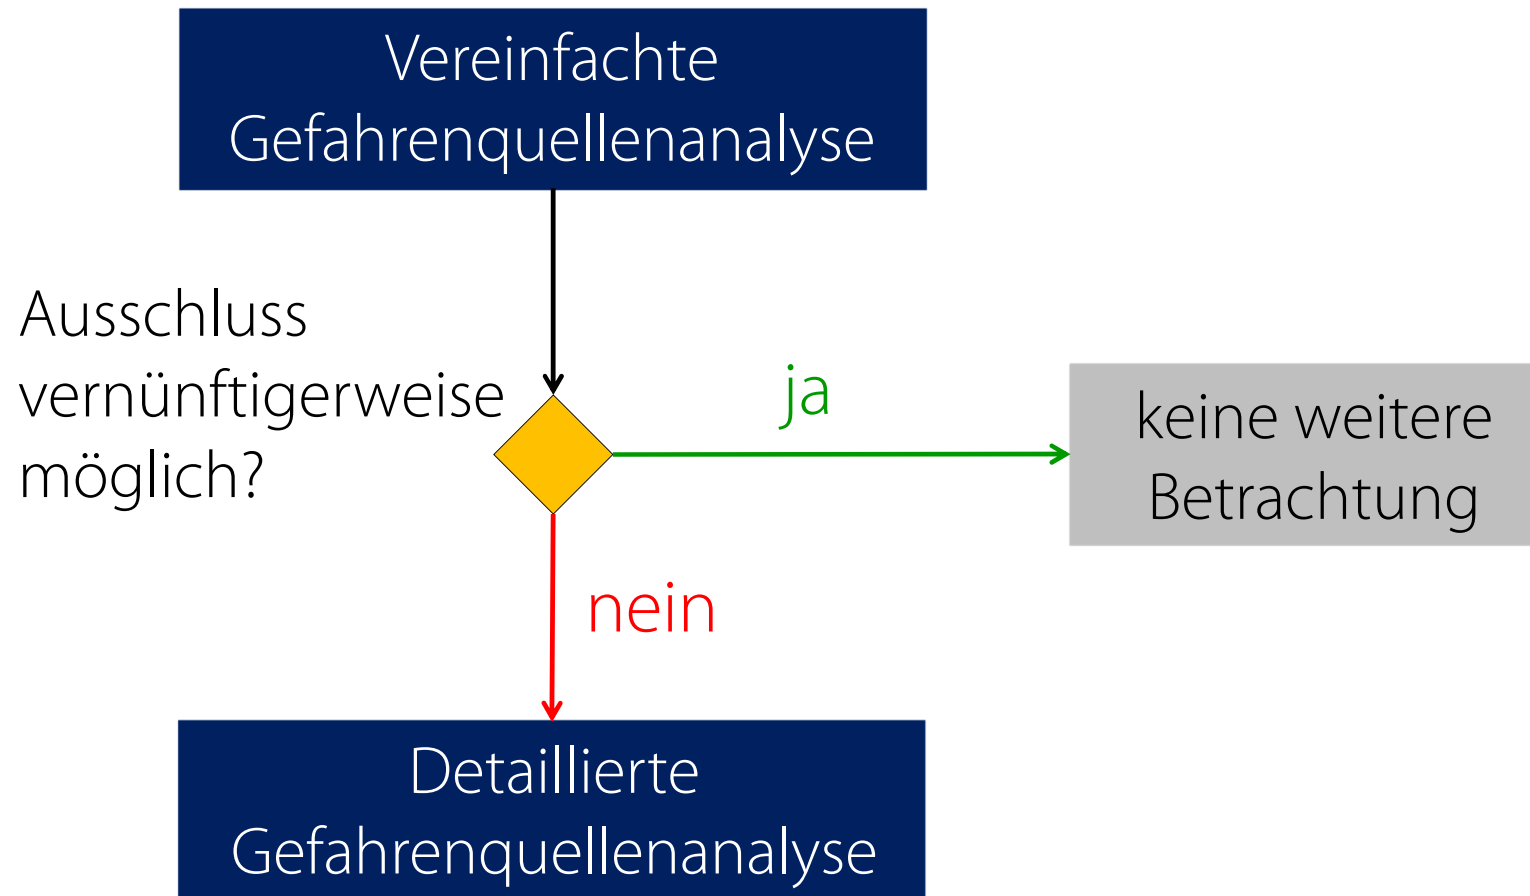 Vereinfachte
Gefahrenquellenanalyse
Ausschluss
vernünftigerweise
möglich?
ja
keine weitere
Betrachtung
nein
Detaillierte
Gefahrenquellenanalyse